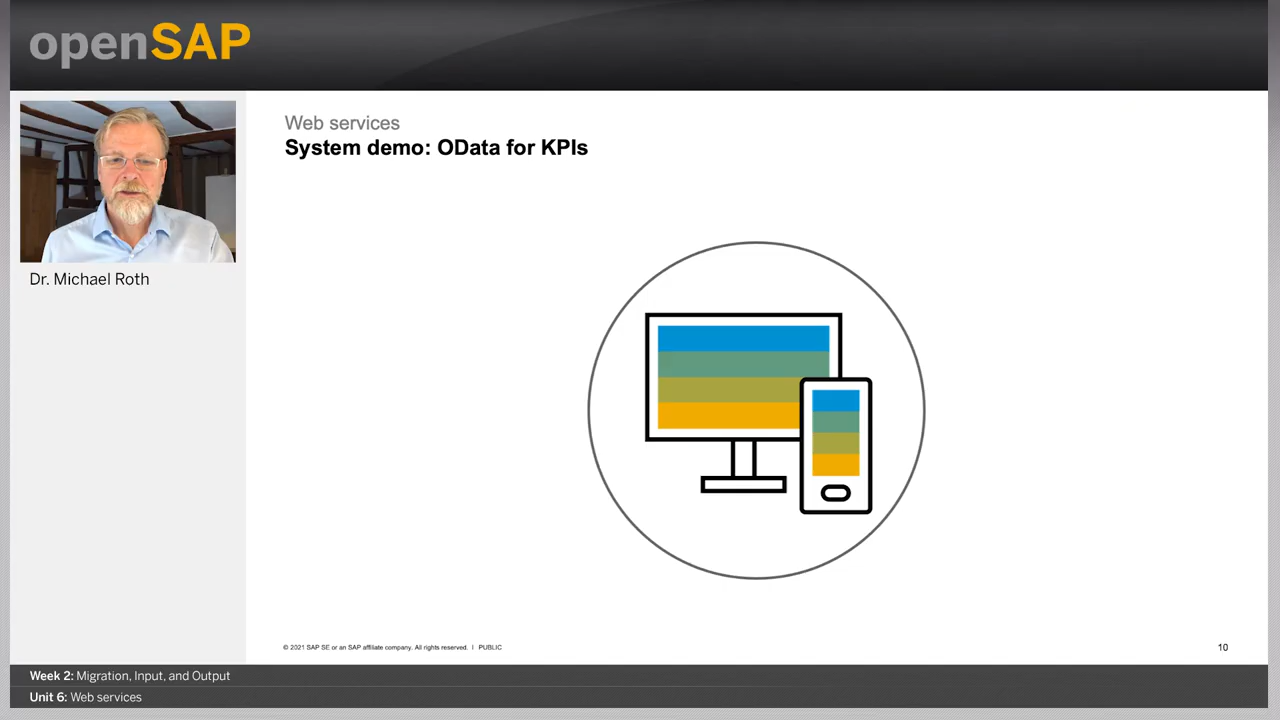 openSAP
Dr. Michael Roth
Web services
System demo: OData for KPIs
© 2021 SAP SE or an SAP affiliate company. All rights reserved. I PUBLIC
10
Week 2: Migration, Input, and Output
Unit 6: Web services